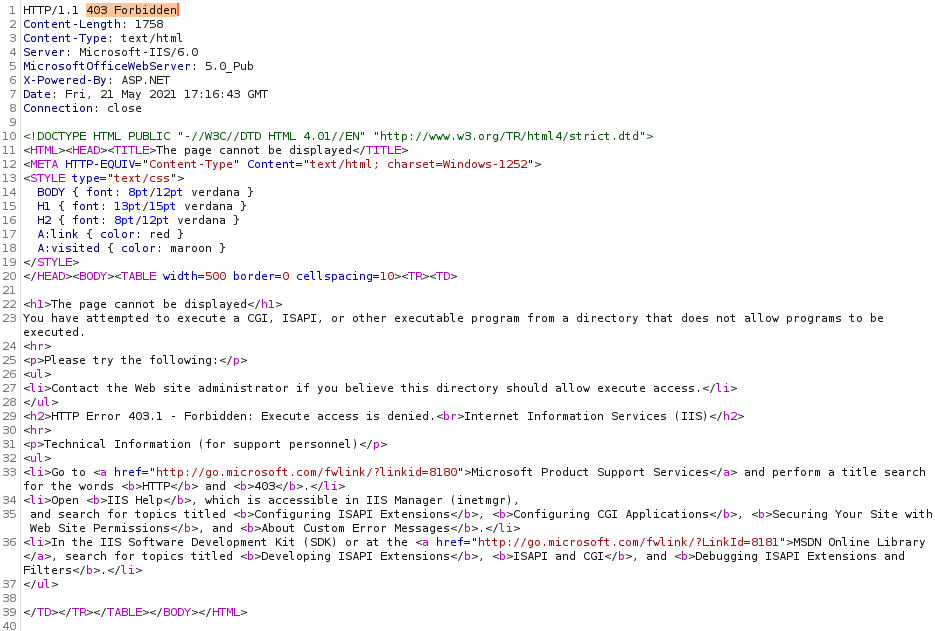 1 HTTP/1.1 403 Forbidden
2 Content-Length: 1758
3 Content-Type: text/html
4 Server: Microsoft-IIS/6.0
5 MicrosoftOfficeWebServer: 5.0_Pub
6 X-Powered-By: ASP.NET
7 Date: Fri, 21 May 2021 17:16:43 GMT
8 Connection: close
9
10 <!DOCTYPE HTML PUBLIC "-//W3C//DTD HTML 4.01//EN" "http://www.w3.org/TR/html4/strict.dtd">
11 <HTML><HEAD><TITLE>The page cannot be displayed</TITLE>
12 <META HTTP-EQUIV="Content-Type" Content="text/html; charset=Windows-1252">
13 <STYLE type="text/css">
14   BODY { font: 8pt/12pt verdana }
15   H1 { font: 13pt/15pt verdana }
16   H2 { font: 8pt/12pt verdana }
17   A:link { color: red }
18   A:visited { color: maroon }
19 </STYLE>
20 </HEAD><BODY><TABLE width=500 border=0 cellspacing=10><TR><TD>
21
22 <h1>The page cannot be displayed</h1>
23 You have attempted to execute a CGI, ISAPI, or other executable program from a directory that does not allow programs to be
executed.
24 <hr>
25 <p>Please try the following:</p>
26 <ul>
27 <li>Contact the Web site administrator if you believe this directory should allow execute access.</li>
28 </ul>
29 <h2>HTTP Error 403.1 - Forbidden: Execute access is denied.<br>Internet Information Services (IIS)</h2>
30 <hr>
31 <p>Technical Information (for support personnel)</p>
32 <ul>
33 <li>Go to <a href="http://go.microsoft.com/fwlink/?linkid=8180">Microsoft Product Support Services</a> and perform a title search
for the words <b>HTTP</b> and <b>403</b>.</li>
34 <li>Open <b>IIS Help</b>, which is accessible in IIS Manager (inetmgr),
35  and search for topics titled <b>Configuring ISAPI Extensions</b>, <b>Configuring CGI Applications</b>, <b>Securing Your Site with
Web Site Permissions</b>, and <b>About Custom Error Messages</b>.</li>
36 <li>In the IIS Software Development Kit (SDK) or at the <a href="http://go.microsoft.com/fwlink/?LinkId=8181">MSDN Online Library
</a>, search for topics titled <b>Developing ISAPI Extensions</b>, <b>ISAPI and CGI</b>, and <b>Debugging ISAPI Extensions and
Filters</b>.</li>
37 </ul>
38
39 </TD></TR></TABLE></BODY></HTML>
40